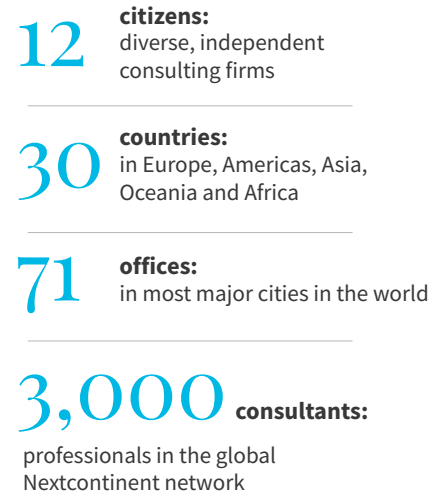 12 citizens:
diverse, independent
consulting firms
30 countries:
in Europe, Americas, Asia,
Oceania and Africa
71 offices:
in most major cities in the world
3,000 consultants:
professionals in the global
Nextcontinent network